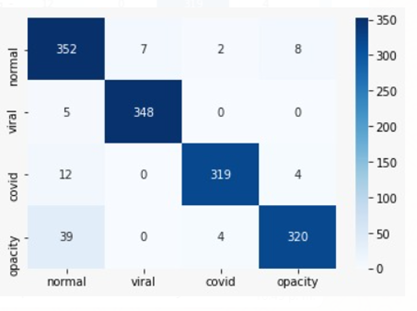 350
normal 352 7 2 8
300
250
viral 5 348 0 0
200
150
covid 12 0 319 4
100
50
opacity 39 0 4 320
0
normal viral covid opacity